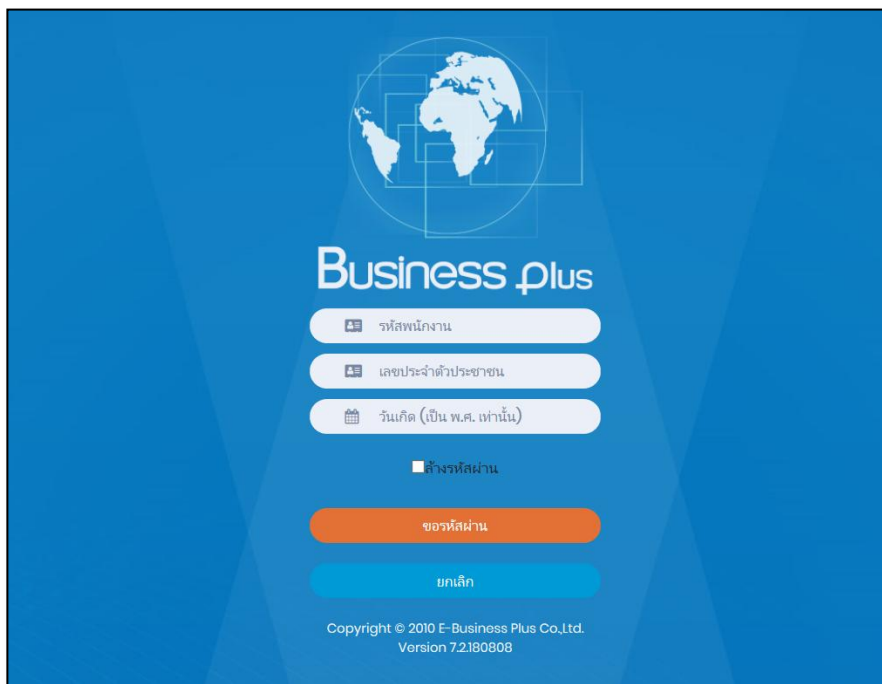 Business Plus
รหัสพนักงาน
เลขประจำตัวประชาชน
วันเกิด (เป็น พ.ศ. เท่านั้น)
ล้างรหัสผ่าน
ขอรหัสผ่าน
ยกเลิก
Copyright © 2010 E-Business Plus Co.,Ltd.
Version 7.2.180808